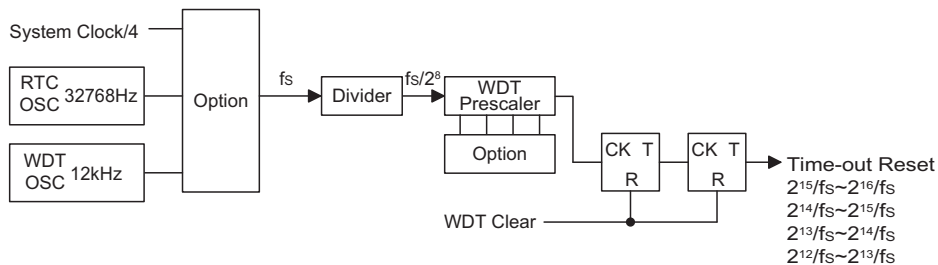 System Clock/4
RTC
OSC 32768Hz
WDT
OSC 12kHz
Option
fS
Divider
fS/2⁸
WDT
Prescaler
Option
CK T
R
CK T
R
WDT Clear
Time-out Reset
2¹⁵/fS~2¹⁶/fS
2¹⁴/fS~2¹⁵/fS
2¹³/fS~2¹⁴/fS
2¹²/fS~2¹³/fS